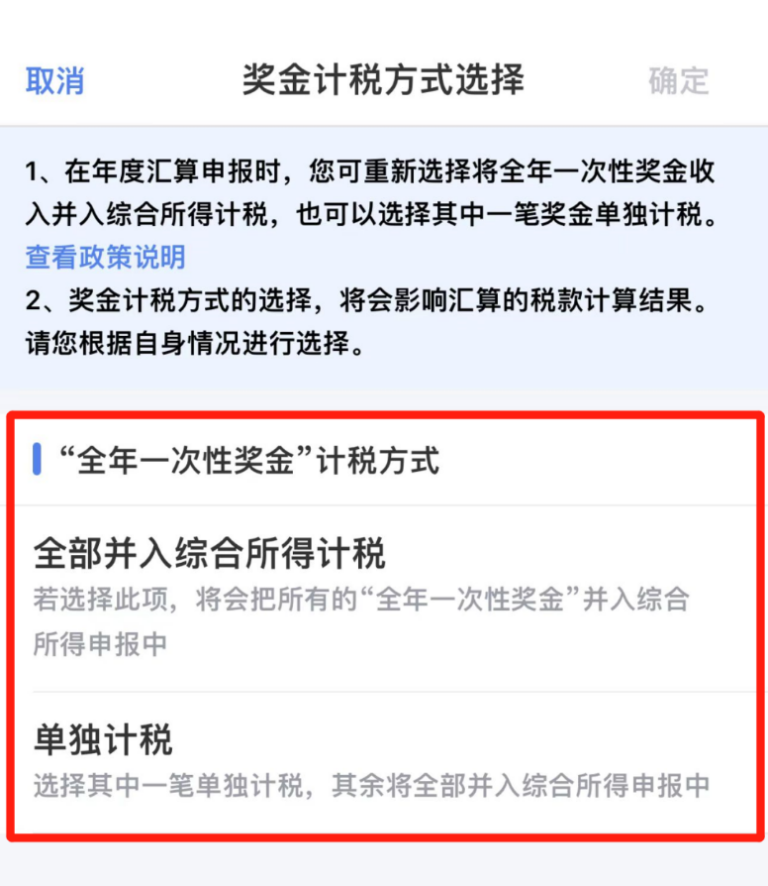 取消
奖金计税方式选择
确定
1、在年度汇算申报时，您可重新选择将全年一次性奖金收
入并入综合所得计税，也可以选择其中一笔奖金单独计税。
查看政策说明
2、奖金计税方式的选择，将会影响汇算的税款计算结果。
请您根据自身情况进行选择。
“全年一次性奖金”计税方式
全部并入综合所得计税
若选择此项，将会把所有的“全年一次性奖金”并入综合
所得申报中
单独计税
选择其中一笔单独计税，其余将全部并入综合所得申报中